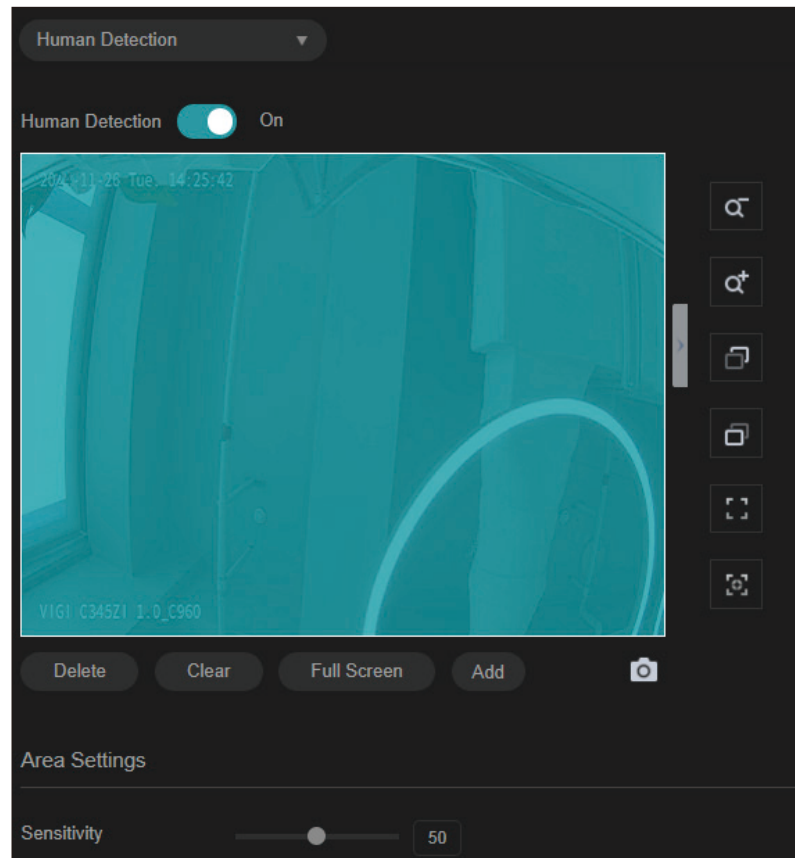 Human Detection
Human Detection On
2024-11-26 Tue, 14:25:42
VIGI C345ZI 1.0_C960
Delete Clear Full Screen Add
Area Settings
Sensitivity 50